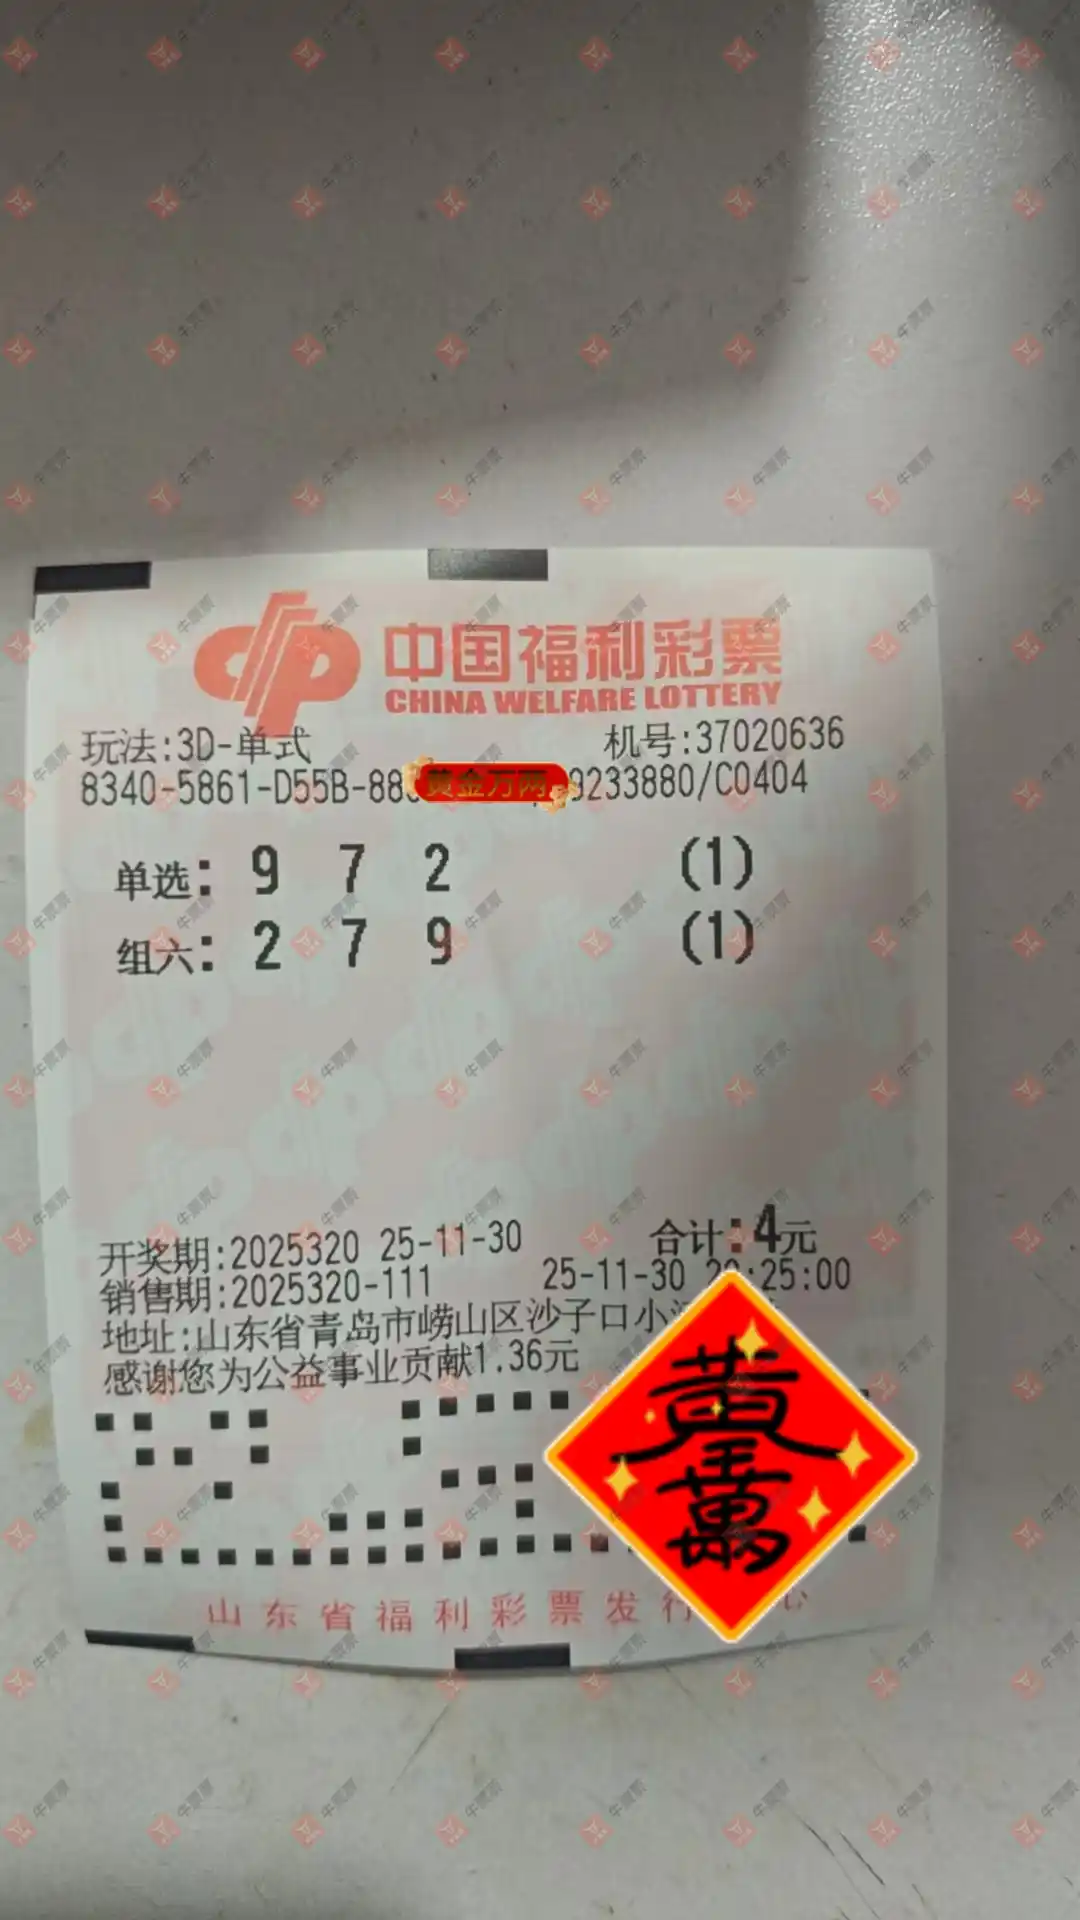 中国福利彩票
CHINA WELFARE LOTTERY
玩法:3D-单式 机号:37020636
8340-5861-D55B-88 黄金万两 9233880/C0404
单选: 9 7 2 (1)
组六: 2 7 9 (1)
开奖期:2025320 25-11-30 合计:4元
销售期:2025320-111 25-11-30 2 :25:00
地址:山东省青岛市崂山区沙子口小
感谢您为公益事业贡献1.36元
黄金萬两
山东省福利彩票发行 心